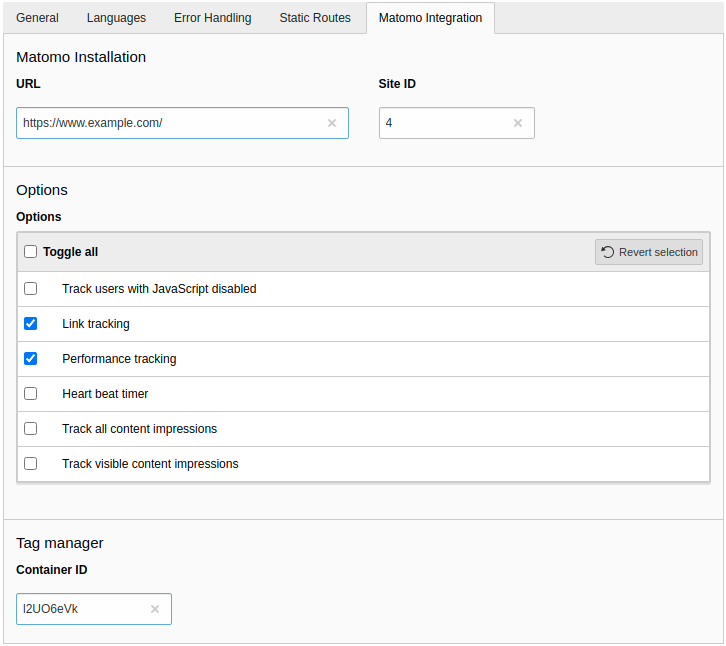 General Languages Error Handling Static Routes Matomo Integration
Matomo Installation
URL Site ID
https://www.example.com/ 4
Options
Options
Toggle all Revert selection
Track users with JavaScript disabled
Link tracking
Performance tracking
Heart beat timer
Track all content impressions
Track visible content impressions
Tag manager
Container ID
l2UO6eVk